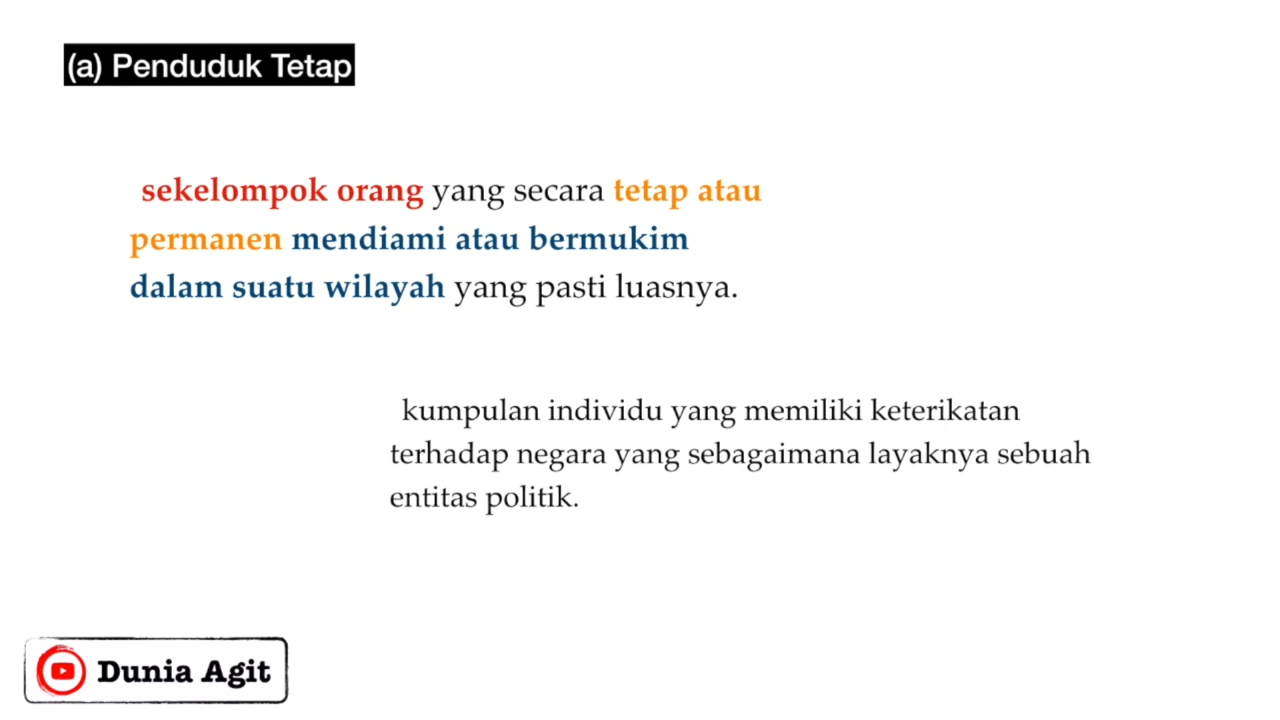 (a) Penduduk Tetap
sekelompok orang yang secara tetap atau
permanen mendiami atau bermukim
dalam suatu wilayah yang pasti luasnya.
kumpulan individu yang memiliki keterikatan
terhadap negara yang sebagaimana layaknya sebuah
entitas politik.
Dunia Agit